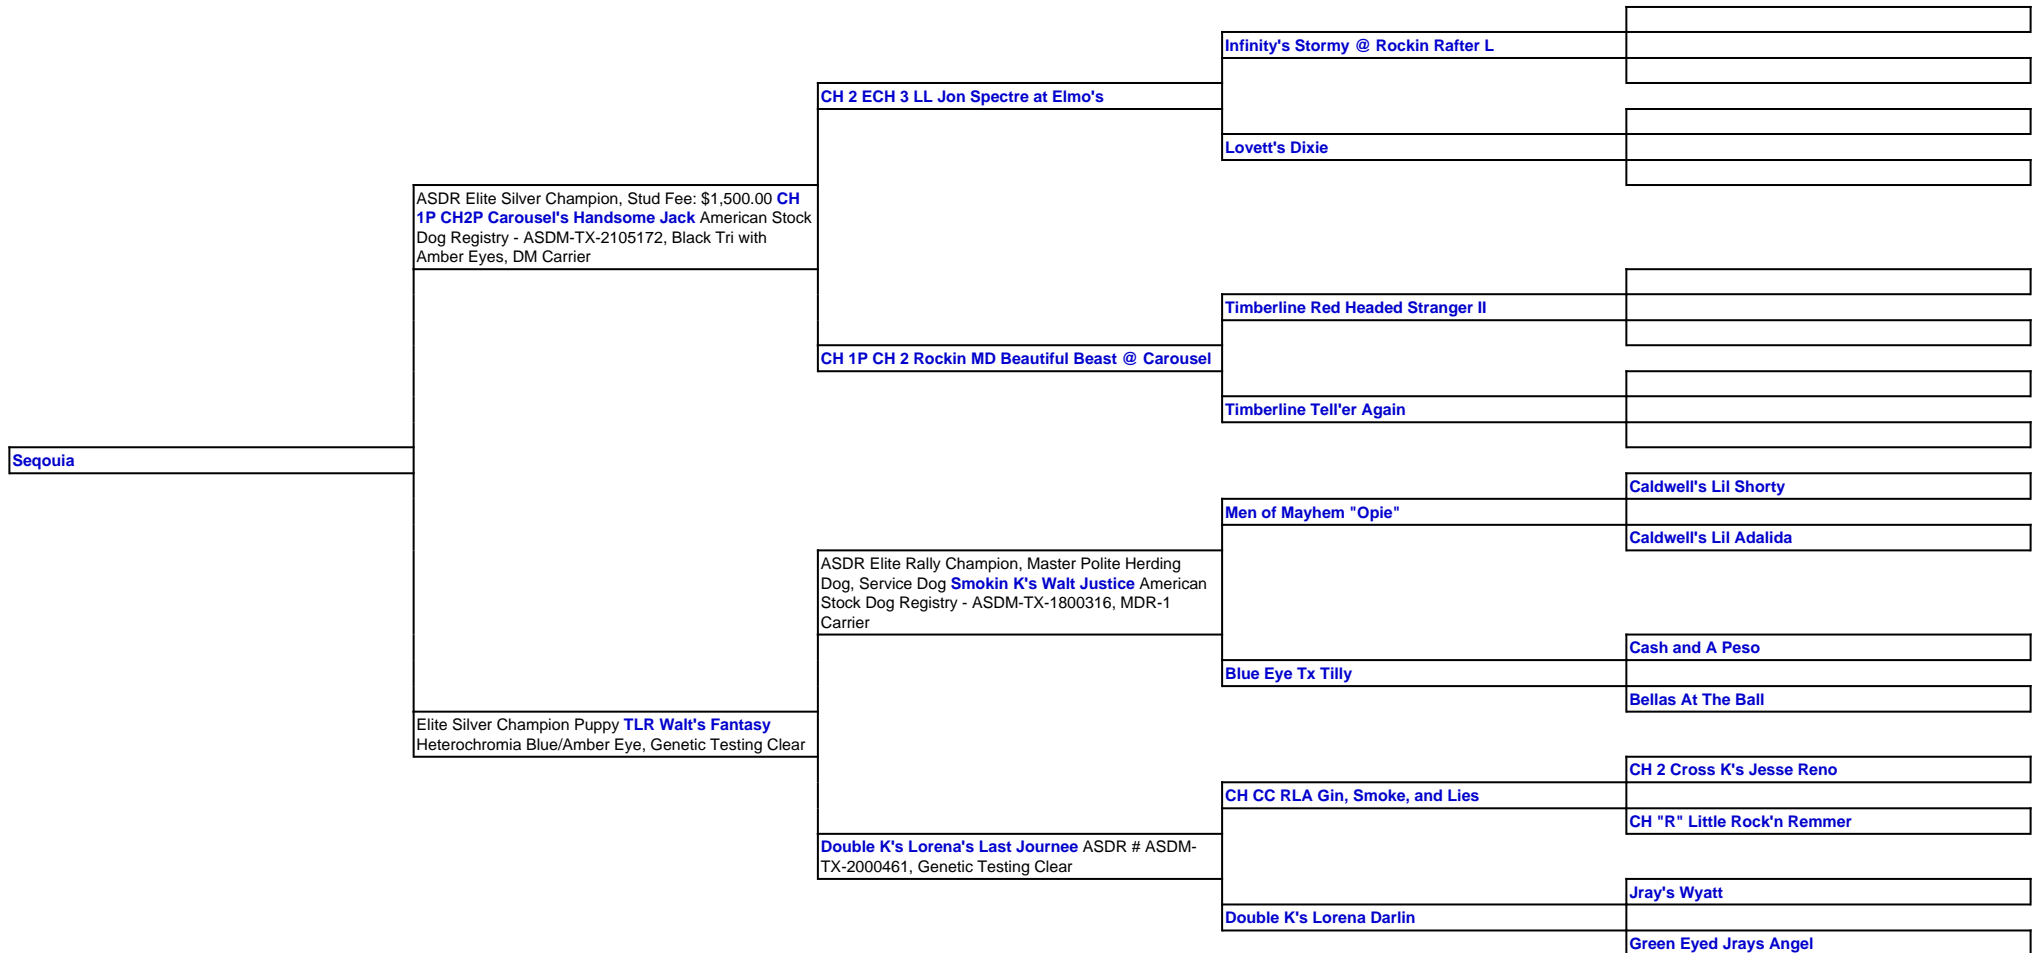 Infinity's Stormy @ Rockin Rafter L
CH 2 ECH 3 LL Jon Spectre at Elmo's
Lovett's Dixie
ASDR Elite Silver Champion, Stud Fee: $1,500.00 CH
1P CH2P Carousel's Handsome Jack American Stock
Dog Registry - ASDM-TX-2105172, Black Tri with
Amber Eyes, DM Carrier
Timberline Red Headed Stranger II
CH 1P CH 2 Rockin MD Beautiful Beast @ Carousel
Timberline Tell'er Again
Seqouia
Caldwell's Lil Shorty
Men of Mayhem "Opie"
Caldwell's Lil Adalida
ASDR Elite Rally Champion, Master Polite Herding
Dog, Service Dog Smokin K's Walt Justice American
Stock Dog Registry - ASDM-TX-1800316, MDR-1
Carrier
Cash and A Peso
Blue Eye Tx Tilly
Bellas At The Ball
Elite Silver Champion Puppy TLR Walt's Fantasy
Heterochromia Blue/Amber Eye, Genetic Testing Clear
CH 2 Cross K's Jesse Reno
CH CC RLA Gin, Smoke, and Lies
CH "R" Little Rock'n Remmer
Double K's Lorena's Last Journee ASDR # ASDM-
TX-2000461, Genetic Testing Clear
Jray's Wyatt
Double K's Lorena Darlin
Green Eyed Jrays Angel